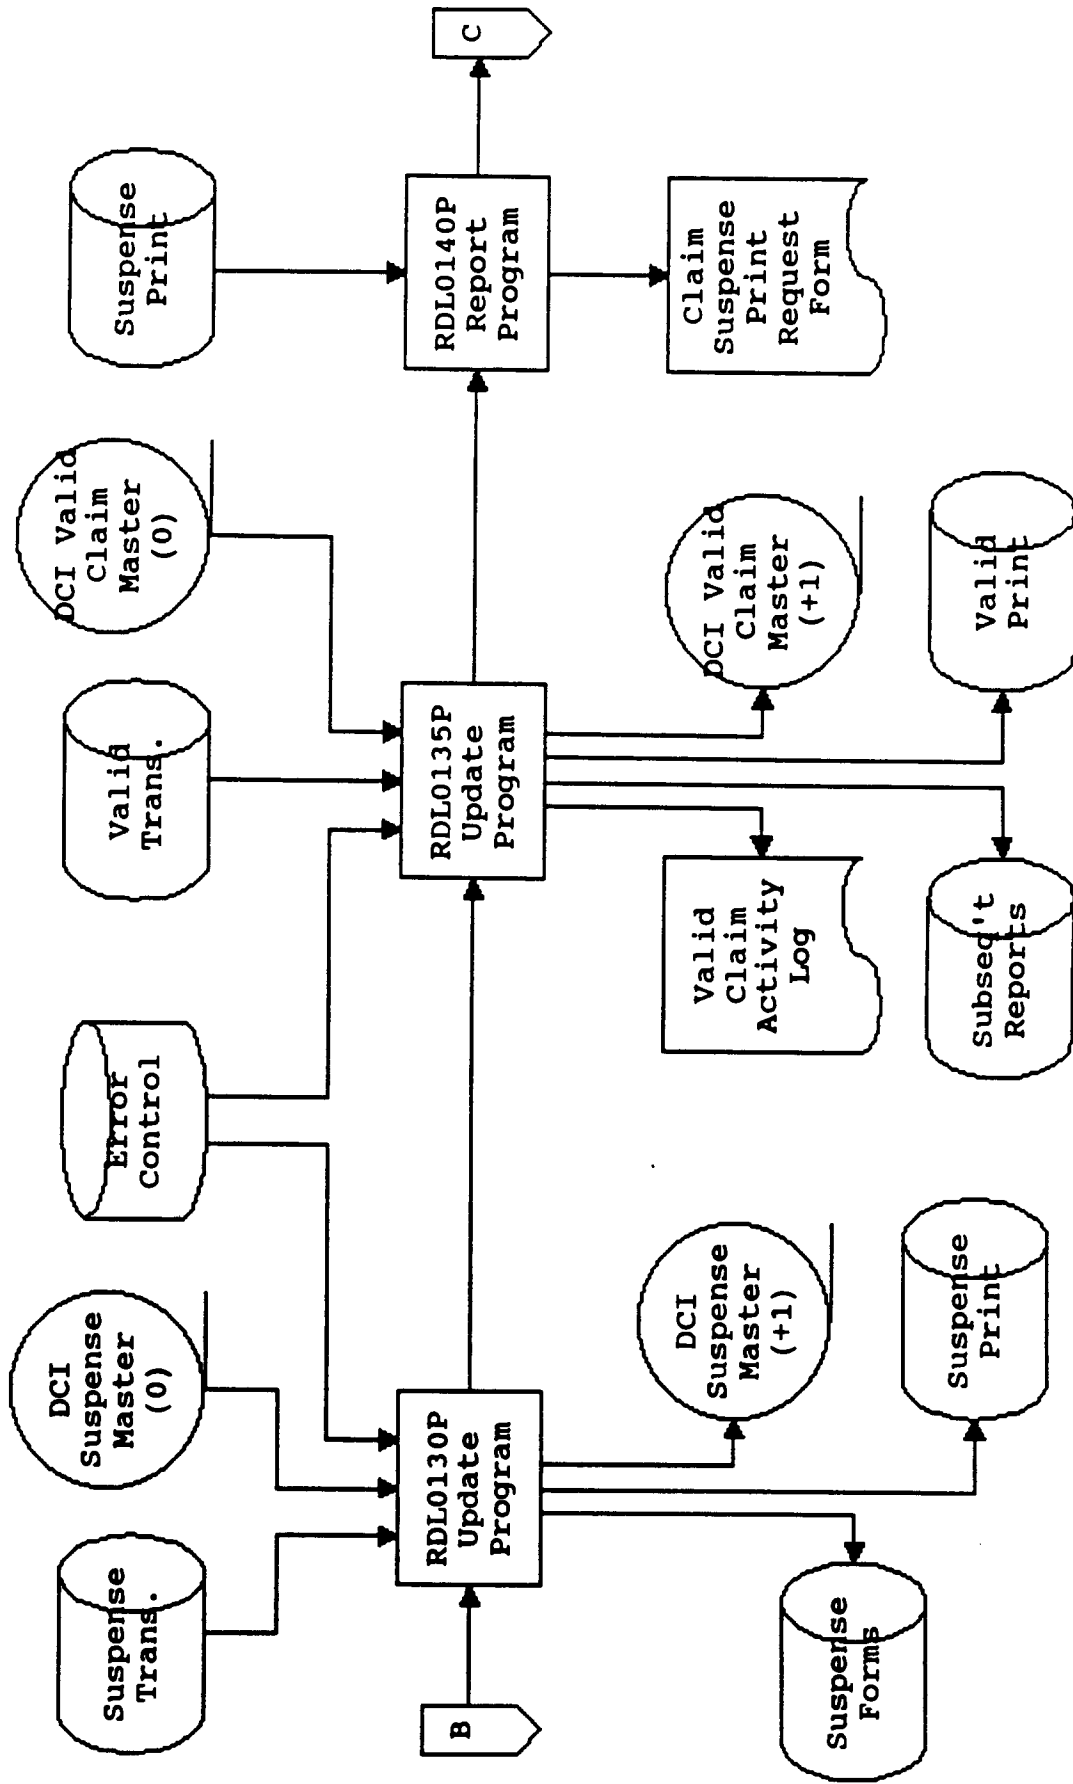 Suspense
Trans.
DCI
Suspense
Master
(0)
Error
Control
Valid
Trans.
DCI Valid
Claim
Master
(0)
Suspense
Print
B
RDL0130P
Update
Program
RDL0135P
Update
Program
RDL0140P
Report
Program
C
Suspense
Forms
DCI
Suspense
Master
(+1)
Suspense
Print
Valid
Claim
Activity
Log
Subseq't
Reports
DCI Valid
Claim
Master
(+1)
Valid
Print
Claim
Suspense
Print
Request
Form